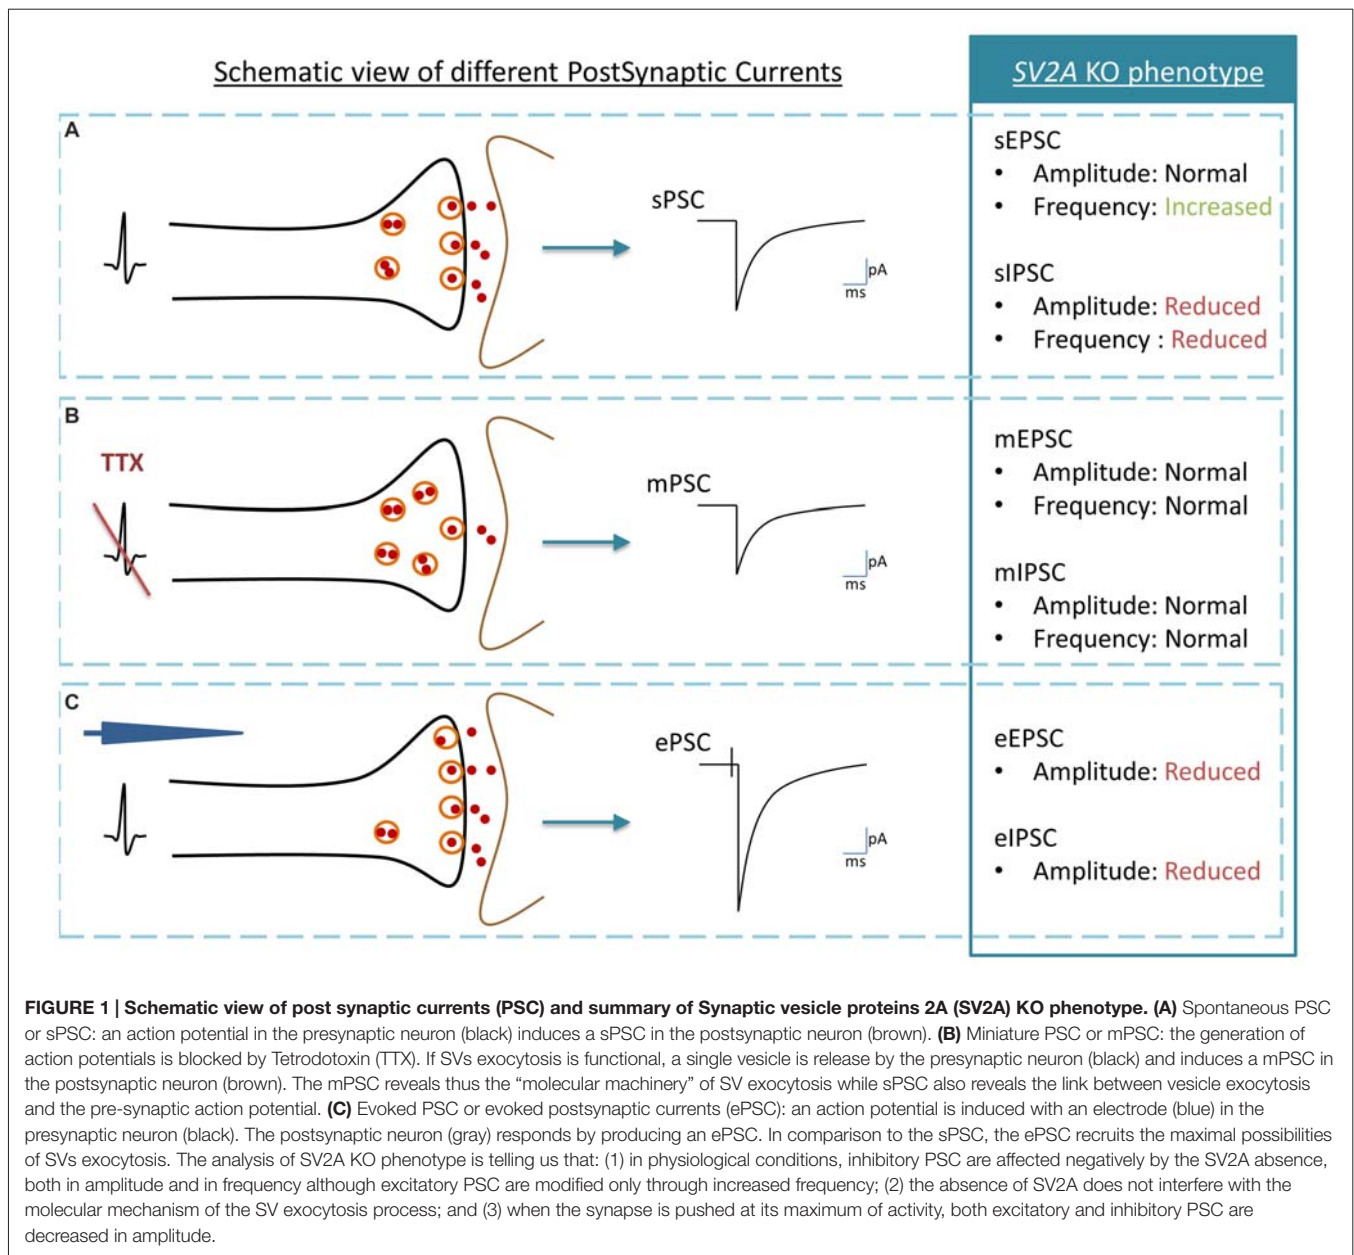 Schematic view of different PostSynaptic Currents
SV2A KO phenotype
A
sPSC
pA
ms
sEPSC
• Amplitude: Normal
• Frequency: Increased
sIPSC
• Amplitude: Reduced
• Frequency : Reduced
B
TTX
mPSC
pA
ms
mEPSC
• Amplitude: Normal
• Frequency: Normal
mIPSC
• Amplitude: Normal
• Frequency: Normal
C
ePSC
pA
ms
eEPSC
• Amplitude: Reduced
eIPSC
• Amplitude: Reduced
FIGURE 1 | Schematic view of post synaptic currents (PSC) and summary of Synaptic vesicle proteins 2A (SV2A) KO phenotype. (A) Spontaneous PSC
or sPSC: an action potential in the presynaptic neuron (black) induces a sPSC in the postsynaptic neuron (brown). (B) Miniature PSC or mPSC: the generation of
action potentials is blocked by Tetrodotoxin (TTX). If SVs exocytosis is functional, a single vesicle is release by the presynaptic neuron (black) and induces a mPSC in
the postsynaptic neuron (brown). The mPSC reveals thus the “molecular machinery” of SV exocytosis while sPSC also reveals the link between vesicle exocytosis
and the pre-synaptic action potential. (C) Evoked PSC or evoked postsynaptic currents (ePSC): an action potential is induced with an electrode (blue) in the
presynaptic neuron (black). The postsynaptic neuron (gray) responds by producing an ePSC. In comparison to the sPSC, the ePSC recruits the maximal possibilities
of SVs exocytosis. The analysis of SV2A KO phenotype is telling us that: (1) in physiological conditions, inhibitory PSC are affected negatively by the SV2A absence,
both in amplitude and in frequency although excitatory PSC are modified only through increased frequency; (2) the absence of SV2A does not interfere with the
molecular mechanism of the SV exocytosis process; and (3) when the synapse is pushed at its maximum of activity, both excitatory and inhibitory PSC are
decreased in amplitude.